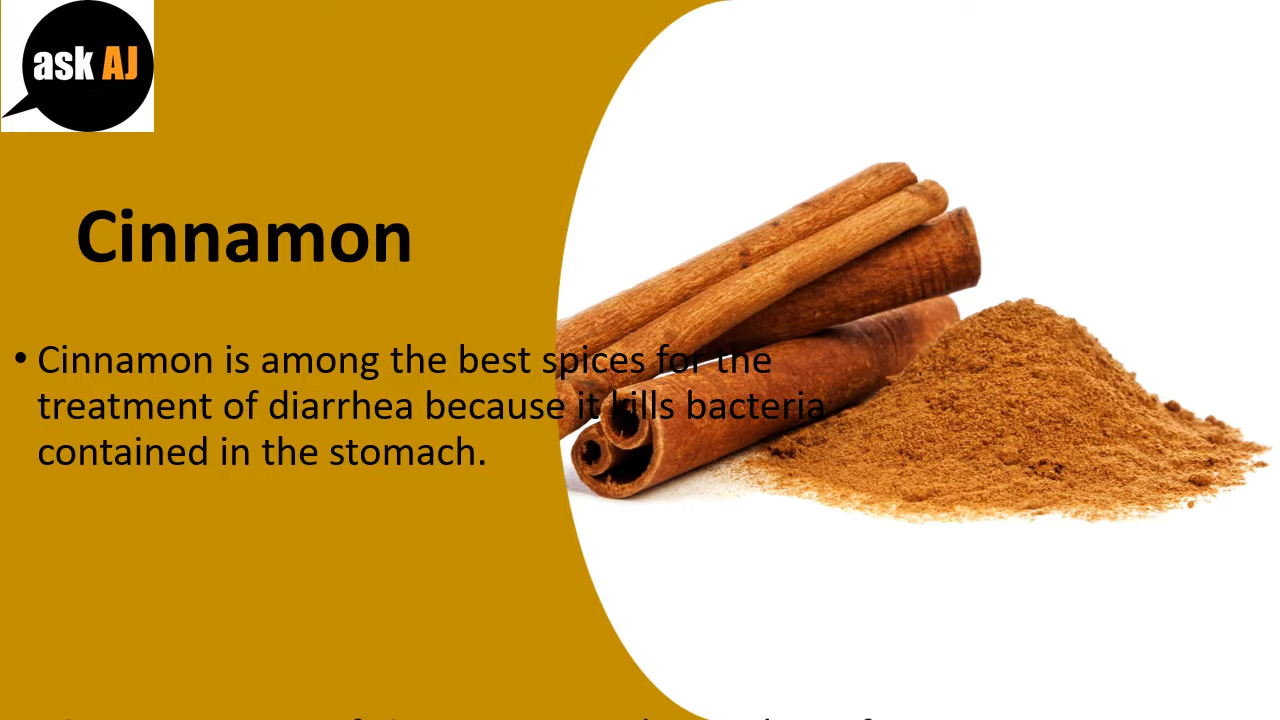 ask AJ
Cinnamon
• Cinnamon is among the best spices for the
treatment of diarrhea because it kills bacteria
contained in the stomach.